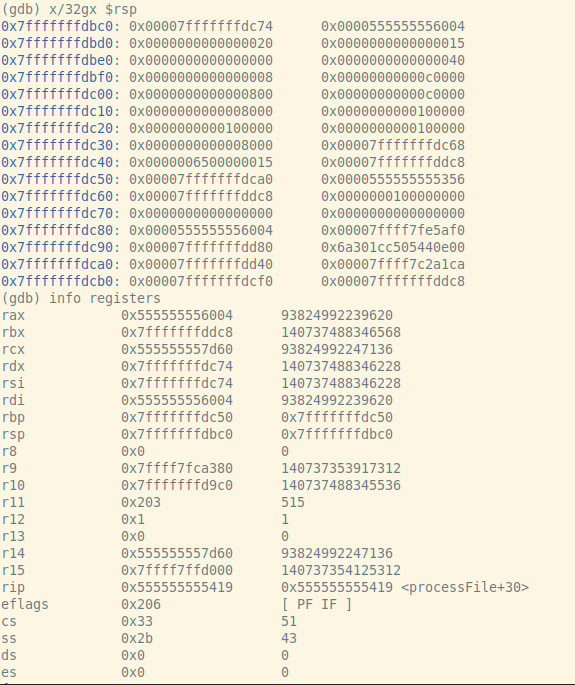 (gdb) x/32gx $rsp
0x7fffffffdbc0: 0x00007fffffffdc74 0x0000555555556004
0x7fffffffdbd0: 0x0000000000000020 0x0000000000000015
0x7fffffffdbe0: 0x0000000000000000 0x0000000000000040
0x7fffffffdbf0: 0x0000000000000008 0x00000000000c0000
0x7fffffffdc00: 0x0000000000000800 0x00000000000c0000
0x7fffffffdc10: 0x0000000000008000 0x0000000000100000
0x7fffffffdc20: 0x0000000000100000 0x0000000000100000
0x7fffffffdc30: 0x0000000000008000 0x00007fffffffdc68
0x7fffffffdc40: 0x0000006500000015 0x00007fffffffddc8
0x7fffffffdc50: 0x00007fffffffdca0 0x0000555555555356
0x7fffffffdc60: 0x00007fffffffddc8 0x0000000100000000
0x7fffffffdc70: 0x0000000000000000 0x0000000000000000
0x7fffffffdc80: 0x0000555555556004 0x00007ffff7fe5af0
0x7fffffffdc90: 0x00007fffffffdd80 0x6a301cc505440e00
0x7fffffffdca0: 0x00007fffffffdd40 0x00007ffff7c2a1ca
0x7fffffffdcb0: 0x00007fffffffdcf0 0x00007fffffffddc8
(gdb) info registers
rax 0x555555556004 93824992239620
rbx 0x7fffffffddc8 140737488346568
rcx 0x555555557d60 93824992247136
rdx 0x7fffffffdc74 140737488346228
rsi 0x7fffffffdc74 140737488346228
rdi 0x555555556004 93824992239620
rbp 0x7fffffffdc50 0x7fffffffdc50
rsp 0x7fffffffdbc0 0x7fffffffdbc0
r8 0x0 0
r9 0x7ffff7fca380 140737353917312
r10 0x7fffffffd9c0 140737488345536
r11 0x203 515
r12 0x1 1
r13 0x0 0
r14 0x555555557d60 93824992247136
r15 0x7ffff7ffd000 140737354125312
rip 0x555555555419 0x555555555419 <processFile+30>
eflags 0x206 [ PF IF ]
cs 0x33 51
ss 0x2b 43
ds 0x0 0
es 0x0 0